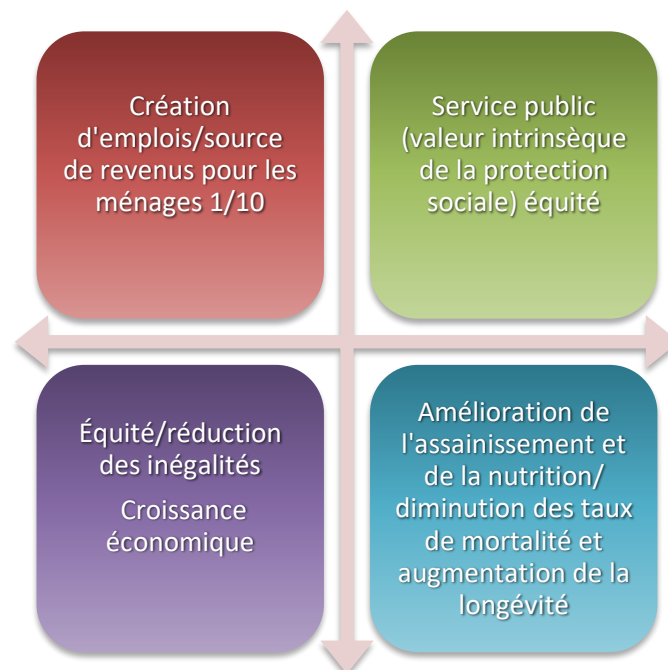 Création
d'emplois/source
de revenus pour les
ménages 1/10
Service public
(valeur intrinsèque
de la protection
sociale) équité
Équité/réduction
des inégalités
Croissance
économique
Amélioration de
l'assainissement et
de la nutrition/
diminution des taux
de mortalité et
augmentation de la
longévité